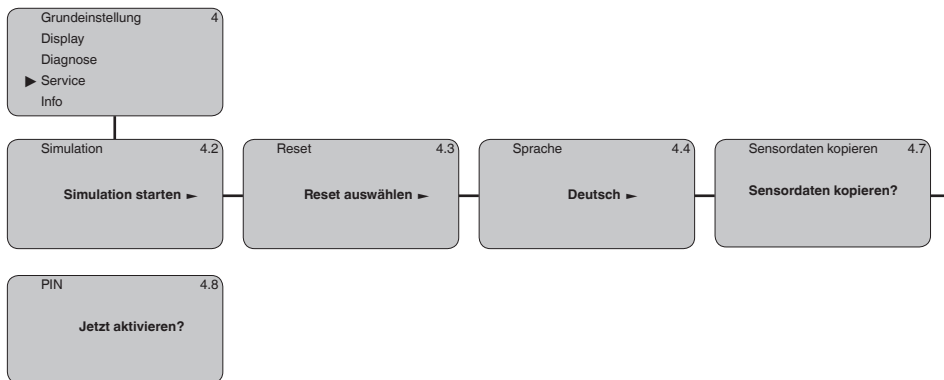 Grundeinstellung 4
Display
Diagnose
▶ Service
Info
Simulation 4.2
Simulation starten ►
Reset 4.3
Reset auswählen ►
Sprache 4.4
Deutsch ►
Sensordaten kopieren 4.7
Sensordaten kopieren?
PIN 4.8
Jetzt aktivieren?